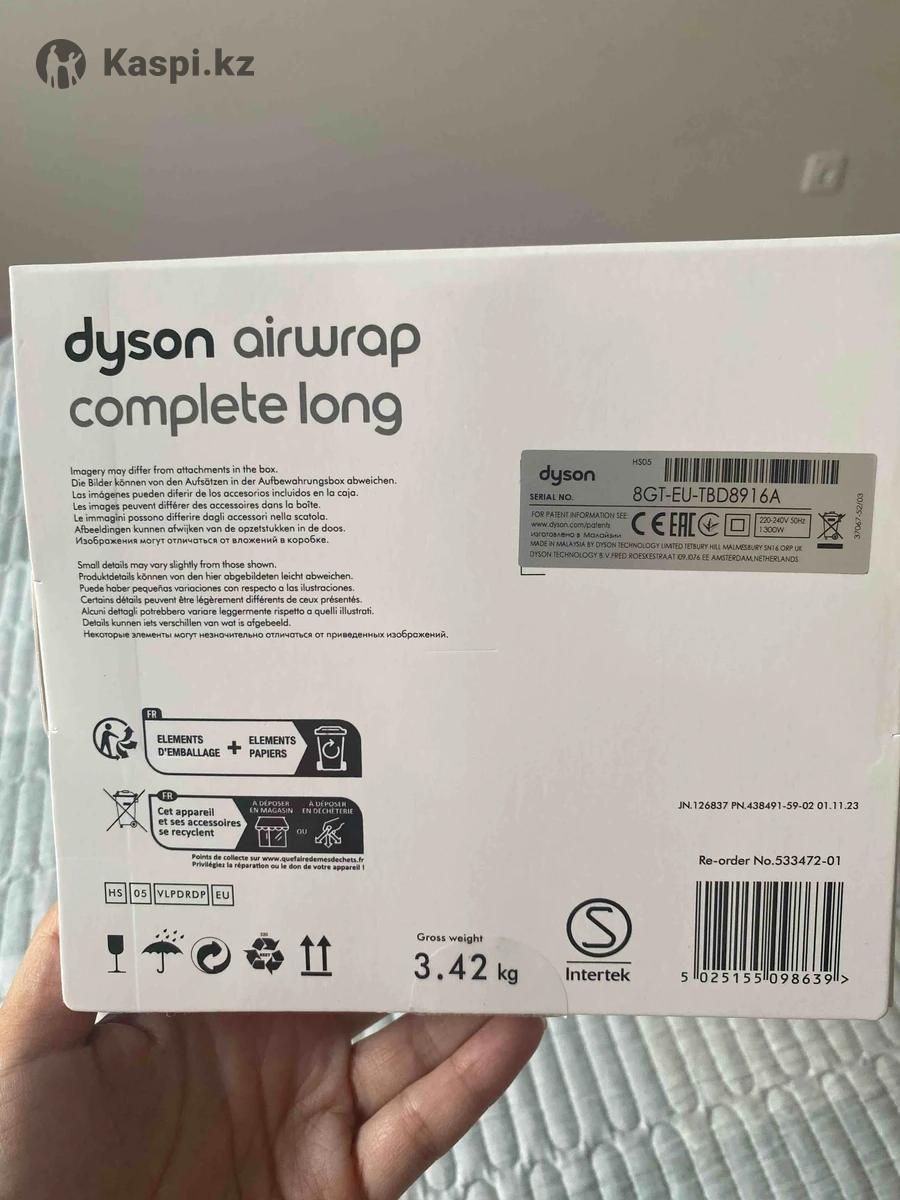 Kaspi.kz
dyson airwrap
complete long
Imagery may differ from attachments in the box.
Die Bilder können von den Aufsätzen in der Aufbewahrungsbox abweichen.
Las imágenes pueden diferir de los accesorios incluidos en la caja.
Les images peuvent différer des accessoires dans la boîte.
Le immagini possono differire dagli accessori nella scatola.
Afbeeldingen kunnen afwijken van de opzetstukken in de doos.
Изображения могут отличаться от вложений в коробке.
Small details may vary slightly from those shown.
Produktdetails können von den hier abgebildeten leicht abweichen.
Puede haber pequeñas variaciones con respecto a las ilustraciones.
Certains détails peuvent être légèrement différents de ceux présentés.
Alcuni dettagli potrebbero variare leggermente rispetto a quelli illustrati.
Details kunnen iets verschillen van wat is afgebeeld.
Некоторые элементы могут незначительно отличаться от приведенных изображений.
dyson
HS05
SERIAL NO.
8GT-EU-TBD8916A
FOR PATENT INFORMATION SEE:
www.dyson.com/patents
изготовлено в Малайзии
CE EAC
220-240V 50Hz
1300W
37067-52/03
MADE IN MALAYSIA BY DYSON TECHNOLOGY LIMITED TETBURY HILL MALMESBURY SN16 ORP UK
DYSON TECHNOLOGY B.V. FRED. ROESKESTRAAT 109,1076 EE AMSTERDAM,NETHERLANDS
FR
ELEMENTS
D'EMBALLAGE
+
ELEMENTS
PAPIERS
FR
Cet appareil
et ses accessoires
se recyclent
À DÉPOSER
EN MAGASIN
OU
À DÉPOSER
EN DÉCHÈTERIE
Points de collecte sur www.quefairedemesdechets.fr
Privilégiez la réparation ou le don de votre appareil !
HS 05 VLPDRDP EU
JN.126837 PN.438491-59-02 01.11.23
Re-order No.533472-01
Gross weight
3.42 kg
S
Intertek
5 025155 098639 >